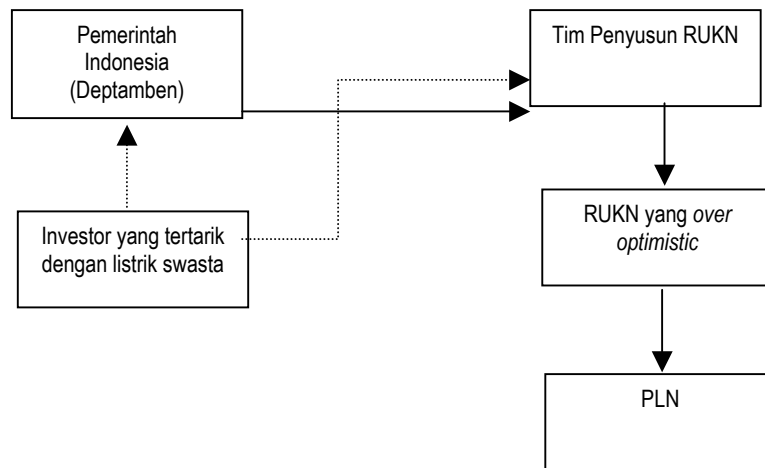 Pemerintah
Indonesia
(Deptamben)
Tim Penyusun RUKN
Investor yang tertarik
dengan listrik swasta
RUKN yang over
optimistic
PLN